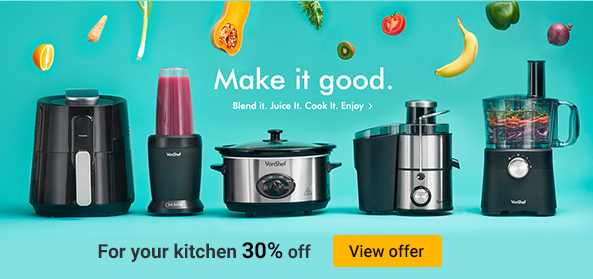 Make it good.
Blend it. Juice It. Cook It. Enjoy >
VonShef
VonShef
VonShef
VonShef
For your kitchen 30% off
View offer